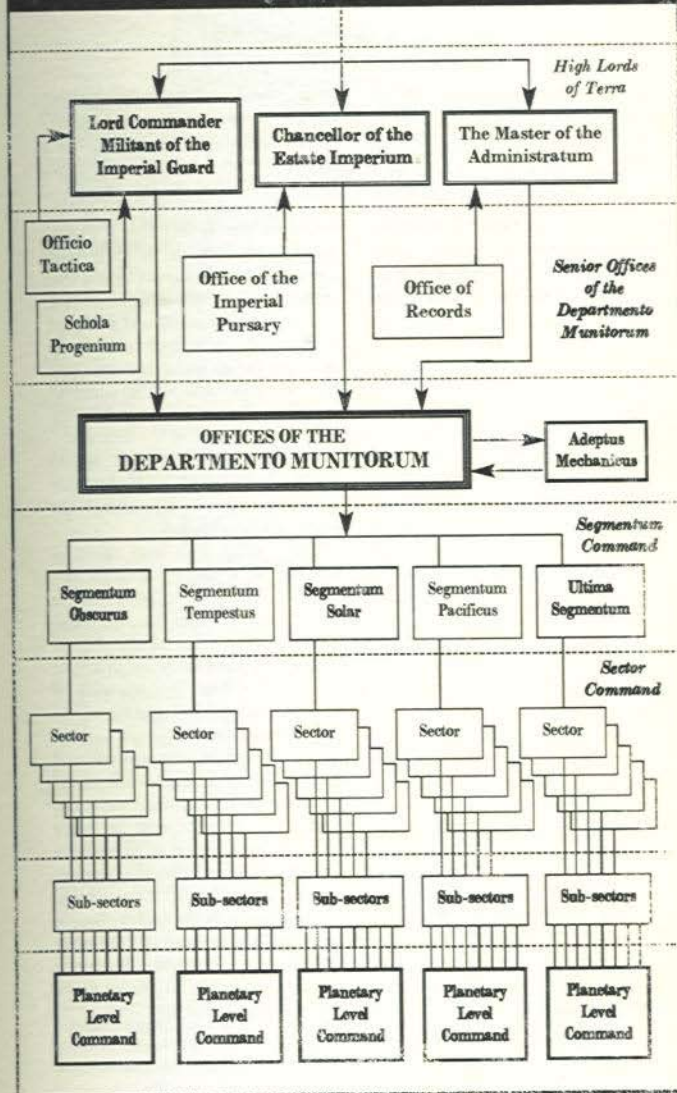 High Lords
of Terra
Lord Commander
Militant of the
Imperial Guard
Chancellor of the
Estate Imperium
The Master of the
Administratum
Officio
Tactica
Schola
Progenium
Office of the
Imperial
Pursary
Office of
Records
Senior Offices
of the
Departmento
Munitorum
OFFICES OF THE
DEPARTMENTO MUNITORUM
Adeptus
Mechanicus
Segmentum
Command
Segmentum
Obscurus
Segmentum
Tempestus
Segmentum
Solar
Segmentum
Pacificus
Ultima
Segmentum
Sector
Command
Sector
Sector
Sector
Sector
Sector
Sub-sectors
Sub-sectors
Sub-sectors
Sub-sectors
Sub-sectors
Planetary
Level
Command
Planetary
Level
Command
Planetary
Level
Command
Planetary
Level
Command
Planetary
Level
Command